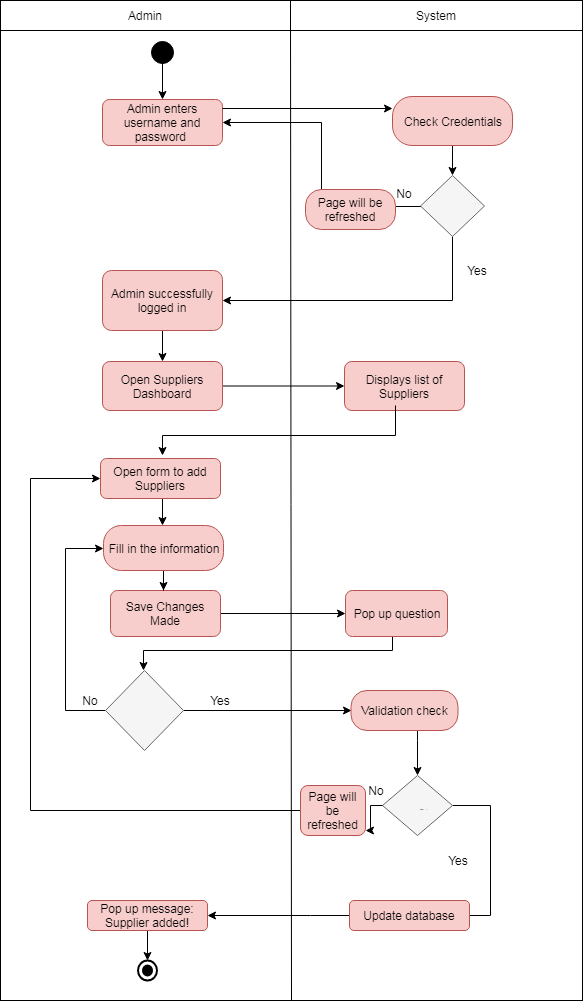 Admin
System
Admin enters
username and
password
Check Credentials
Page will be
refreshed
No
Yes
Admin successfully
logged in
Open Suppliers
Dashboard
Displays list of
Suppliers
Open form to add
Suppliers
Fill in the information
Save Changes
Made
Pop up question
No
Yes
Validation check
Page will
be
refreshed
No
Yes
Pop up message:
Supplier added!
Update database